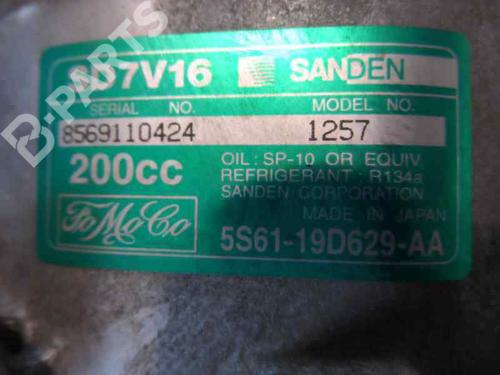 SD7V16 SANDEN
SERIAL NO. MODEL NO.
8569110424 1257
200cc OIL: SP-10 OR EQUIV.
REFRIGERANT: R134a
SANDEN CORPORATION
MADE IN JAPAN
FoMoCo 5S61-19D629-AA
B-PARTS